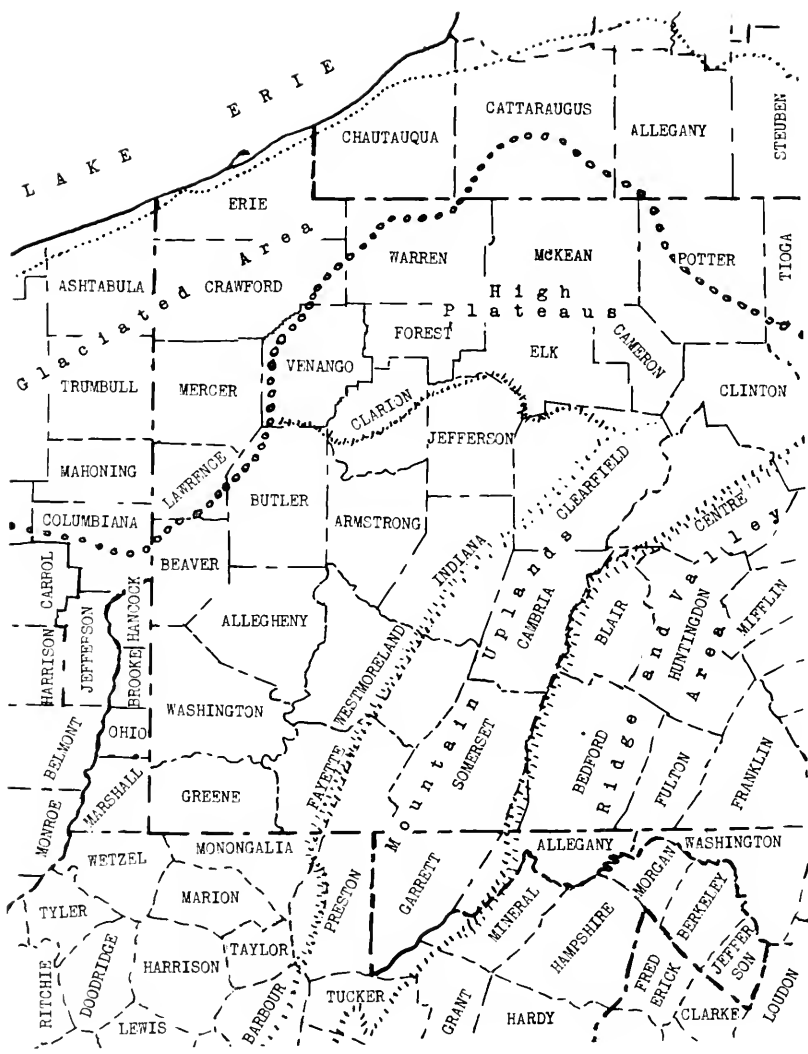 LAKE ERIE
CHAUTAUQUA
CATTARAUGUS
ALLEGANY
STEUBEN
ERIE
Glaciated Area
WARREN
McKEAN
POTTER
TIOGA
ASHTABULA
CRAWFORD
High
Plateaus
FOREST
CAMERON
ELK
VENANGO
TRUMBULL
MERCER
CLARION
CLINTON
JEFFERSON
MAHONING
LAWRENCE
CLEARFIELD
CENTRE
BUTLER
COLUMBIANA
ARMSTRONG
BEAVER
INDIANA
CARROL
HANCOCK
JEFFERSON
HARRISON
BROOKE
ALLEGHENY
Mountain Uplands
CAMBRIA
BLAIR
Ridge and Valley
Area
HUNTINGDON
MIFFLIN
WESTMORELAND
OHIO
WASHINGTON
BELMONT
FAYETTE
SOMERSET
BEDFORD
FULTON
FRANKLIN
MONROE
MARSHALL
GREENE
WETZEL
MONONGALIA
ALLEGANY
WASHINGTON
TYLER
MARION
PRESTON
GARRETT
MINERAL
MORGAN
BERKELEY
HAMPSHIRE
JEFFER
SON
RITCHIE
DOODRIDGE
HARRISON
TAYLOR
BARBOUR
TUCKER
GRANT
HARDY
FRED
ERICK
CLARKE
LOUDON
LEWIS